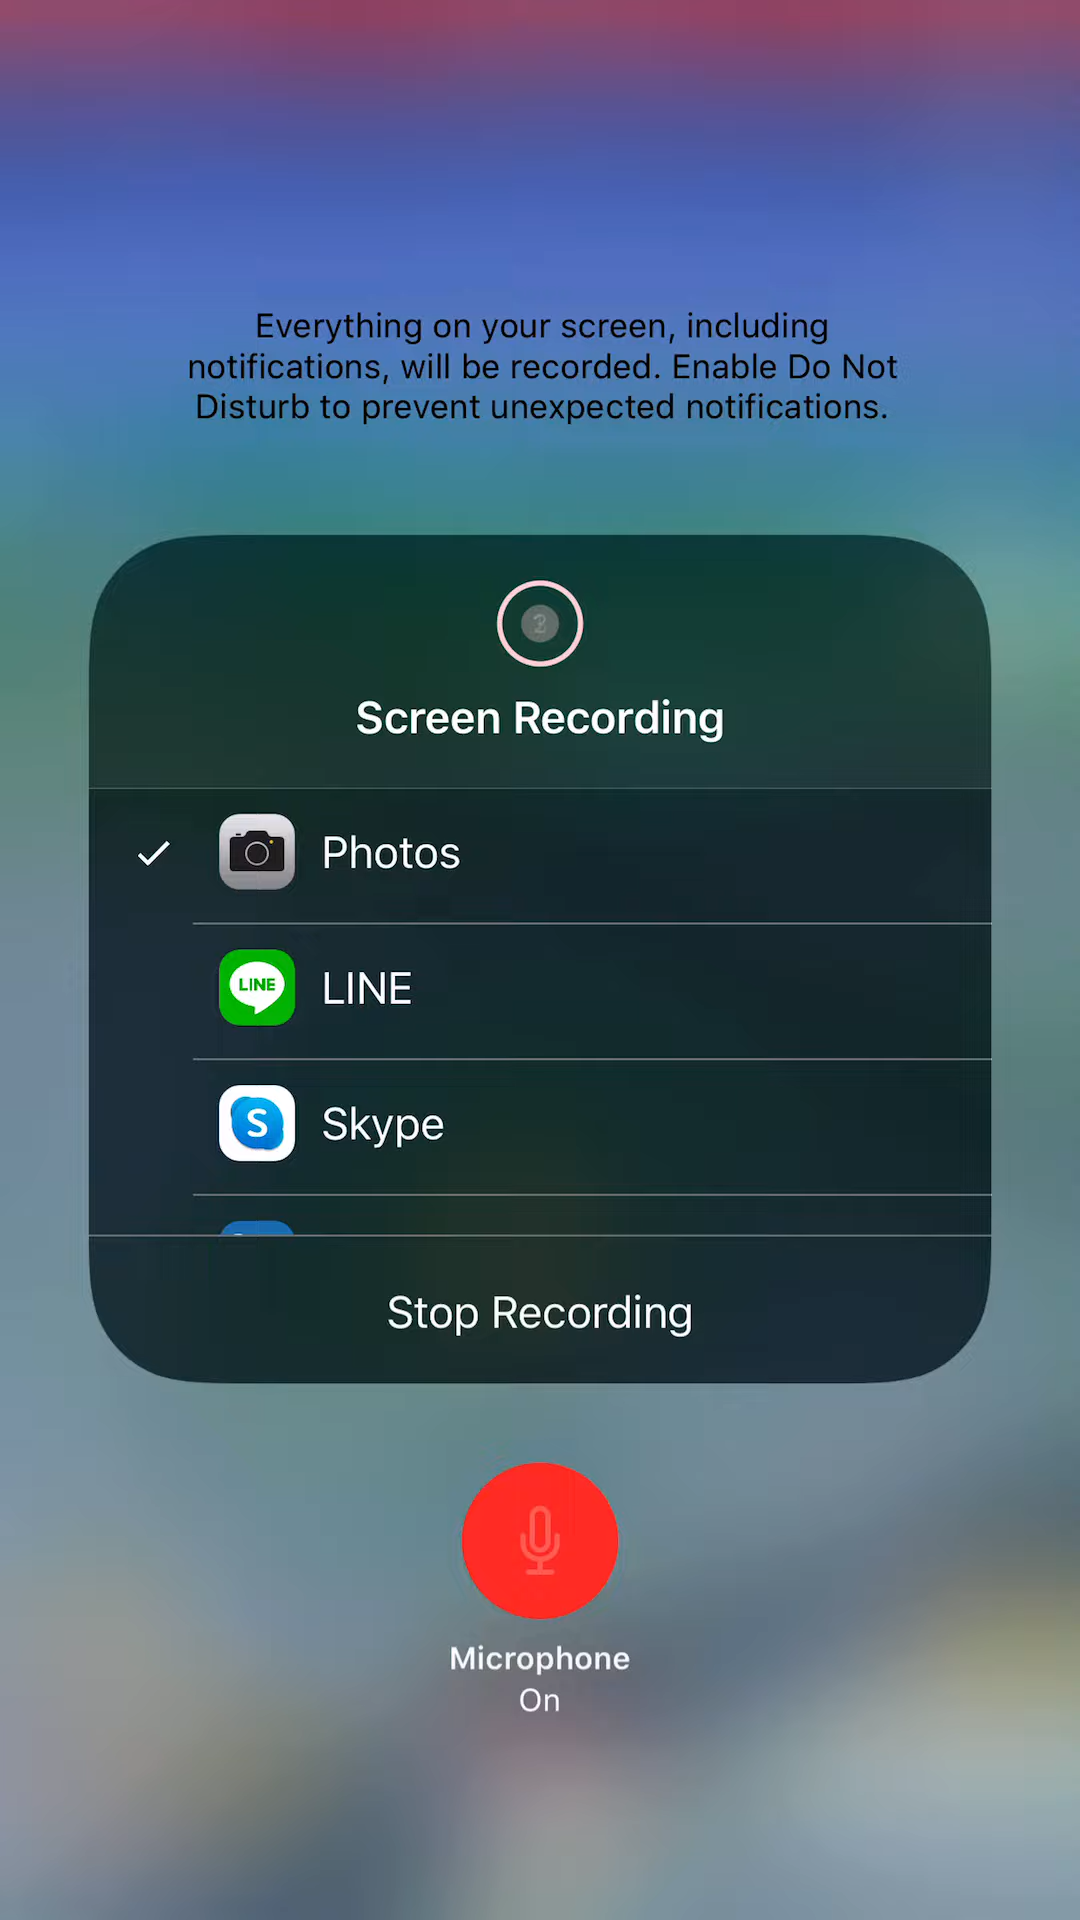 Everything on your screen, including
notifications, will be recorded. Enable Do Not
Disturb to prevent unexpected notifications.
Screen Recording
Photos
LINE
LINE
Skype
Stop Recording
Microphone
On